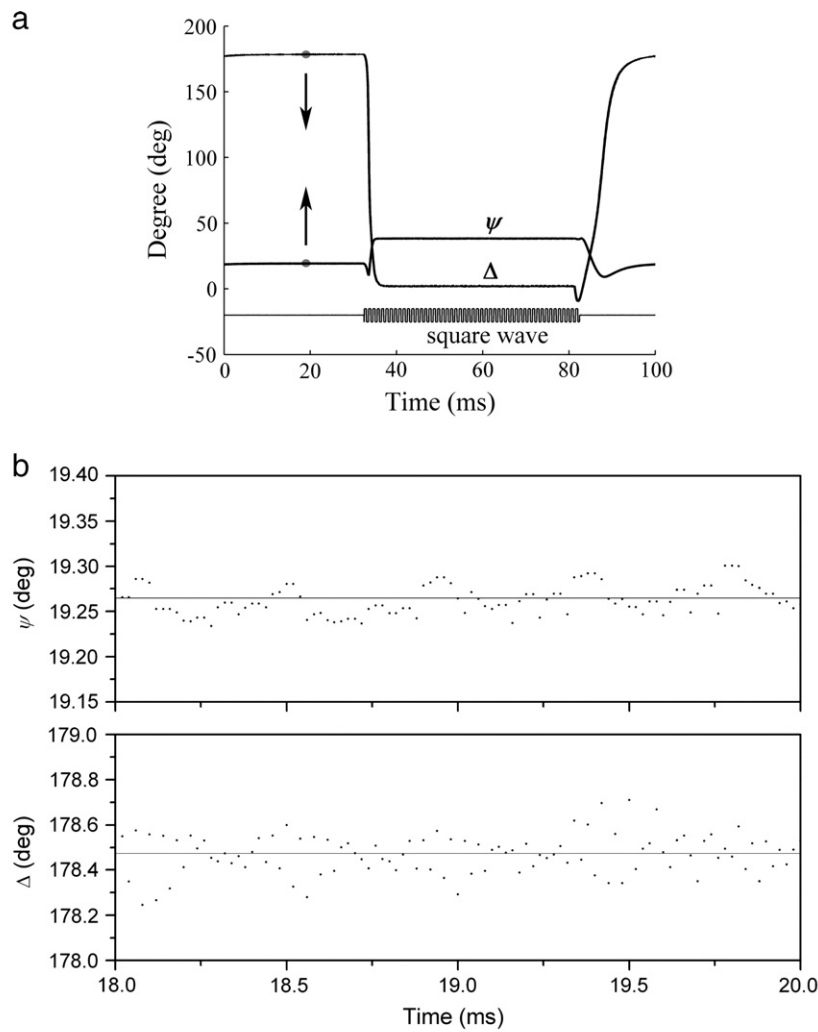 a
200
150
100
50
0
-50
Degree (deg)
ψ
Δ
square wave
0 20 40 60 80 100
Time (ms)
b
19.40
19.35
19.30
19.25
19.20
19.15
ψ (deg)
179.0
178.8
178.6
178.4
178.2
178.0
Δ (deg)
18.0 18.5 19.0 19.5 20.0
Time (ms)